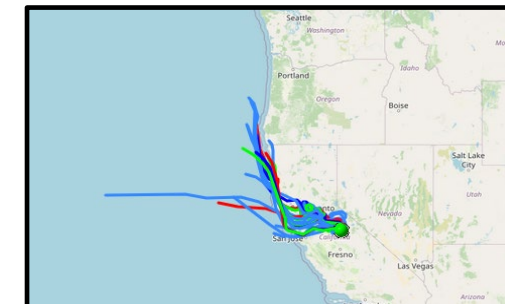 Seattle
Washington
Portland
Idaho
Oregon
Boise
Salt Lake
City
Utah
Nevada
San Jose
Fresno
Las Vegas
Arizona